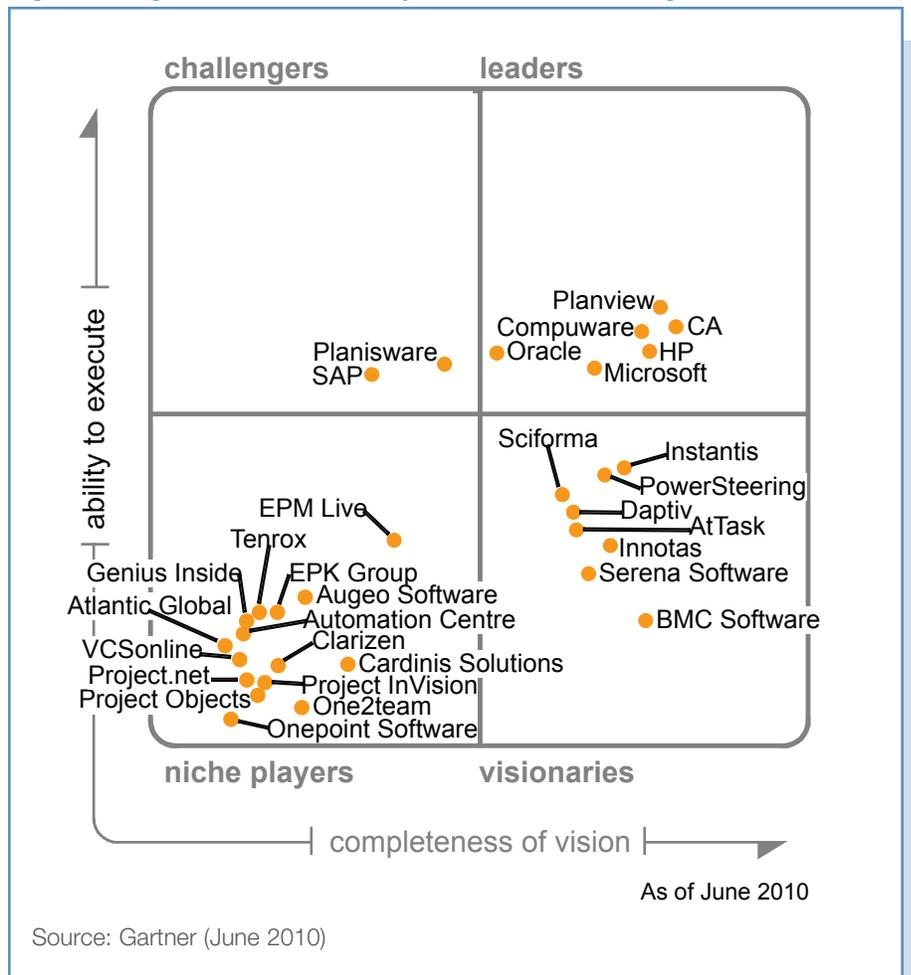 challengers
leaders
ability to execute
Planview
Compuware
CA
Oracle
HP
Microsoft
Planisware
SAP
Sciforma
Instantis
PowerSteering
Daptiv
AtTask
Innotas
Serena Software
BMC Software
EPM Live
Tenrox
Genius Inside
EPK Group
Augeo Software
Atlantic Global
Automation Centre
Clarizen
VCSonline
Cardinis Solutions
Project.net
Project InVision
Project Objects
One2team
Onepoint Software
niche players
visionaries
completeness of vision
As of June 2010
Source: Gartner (June 2010)